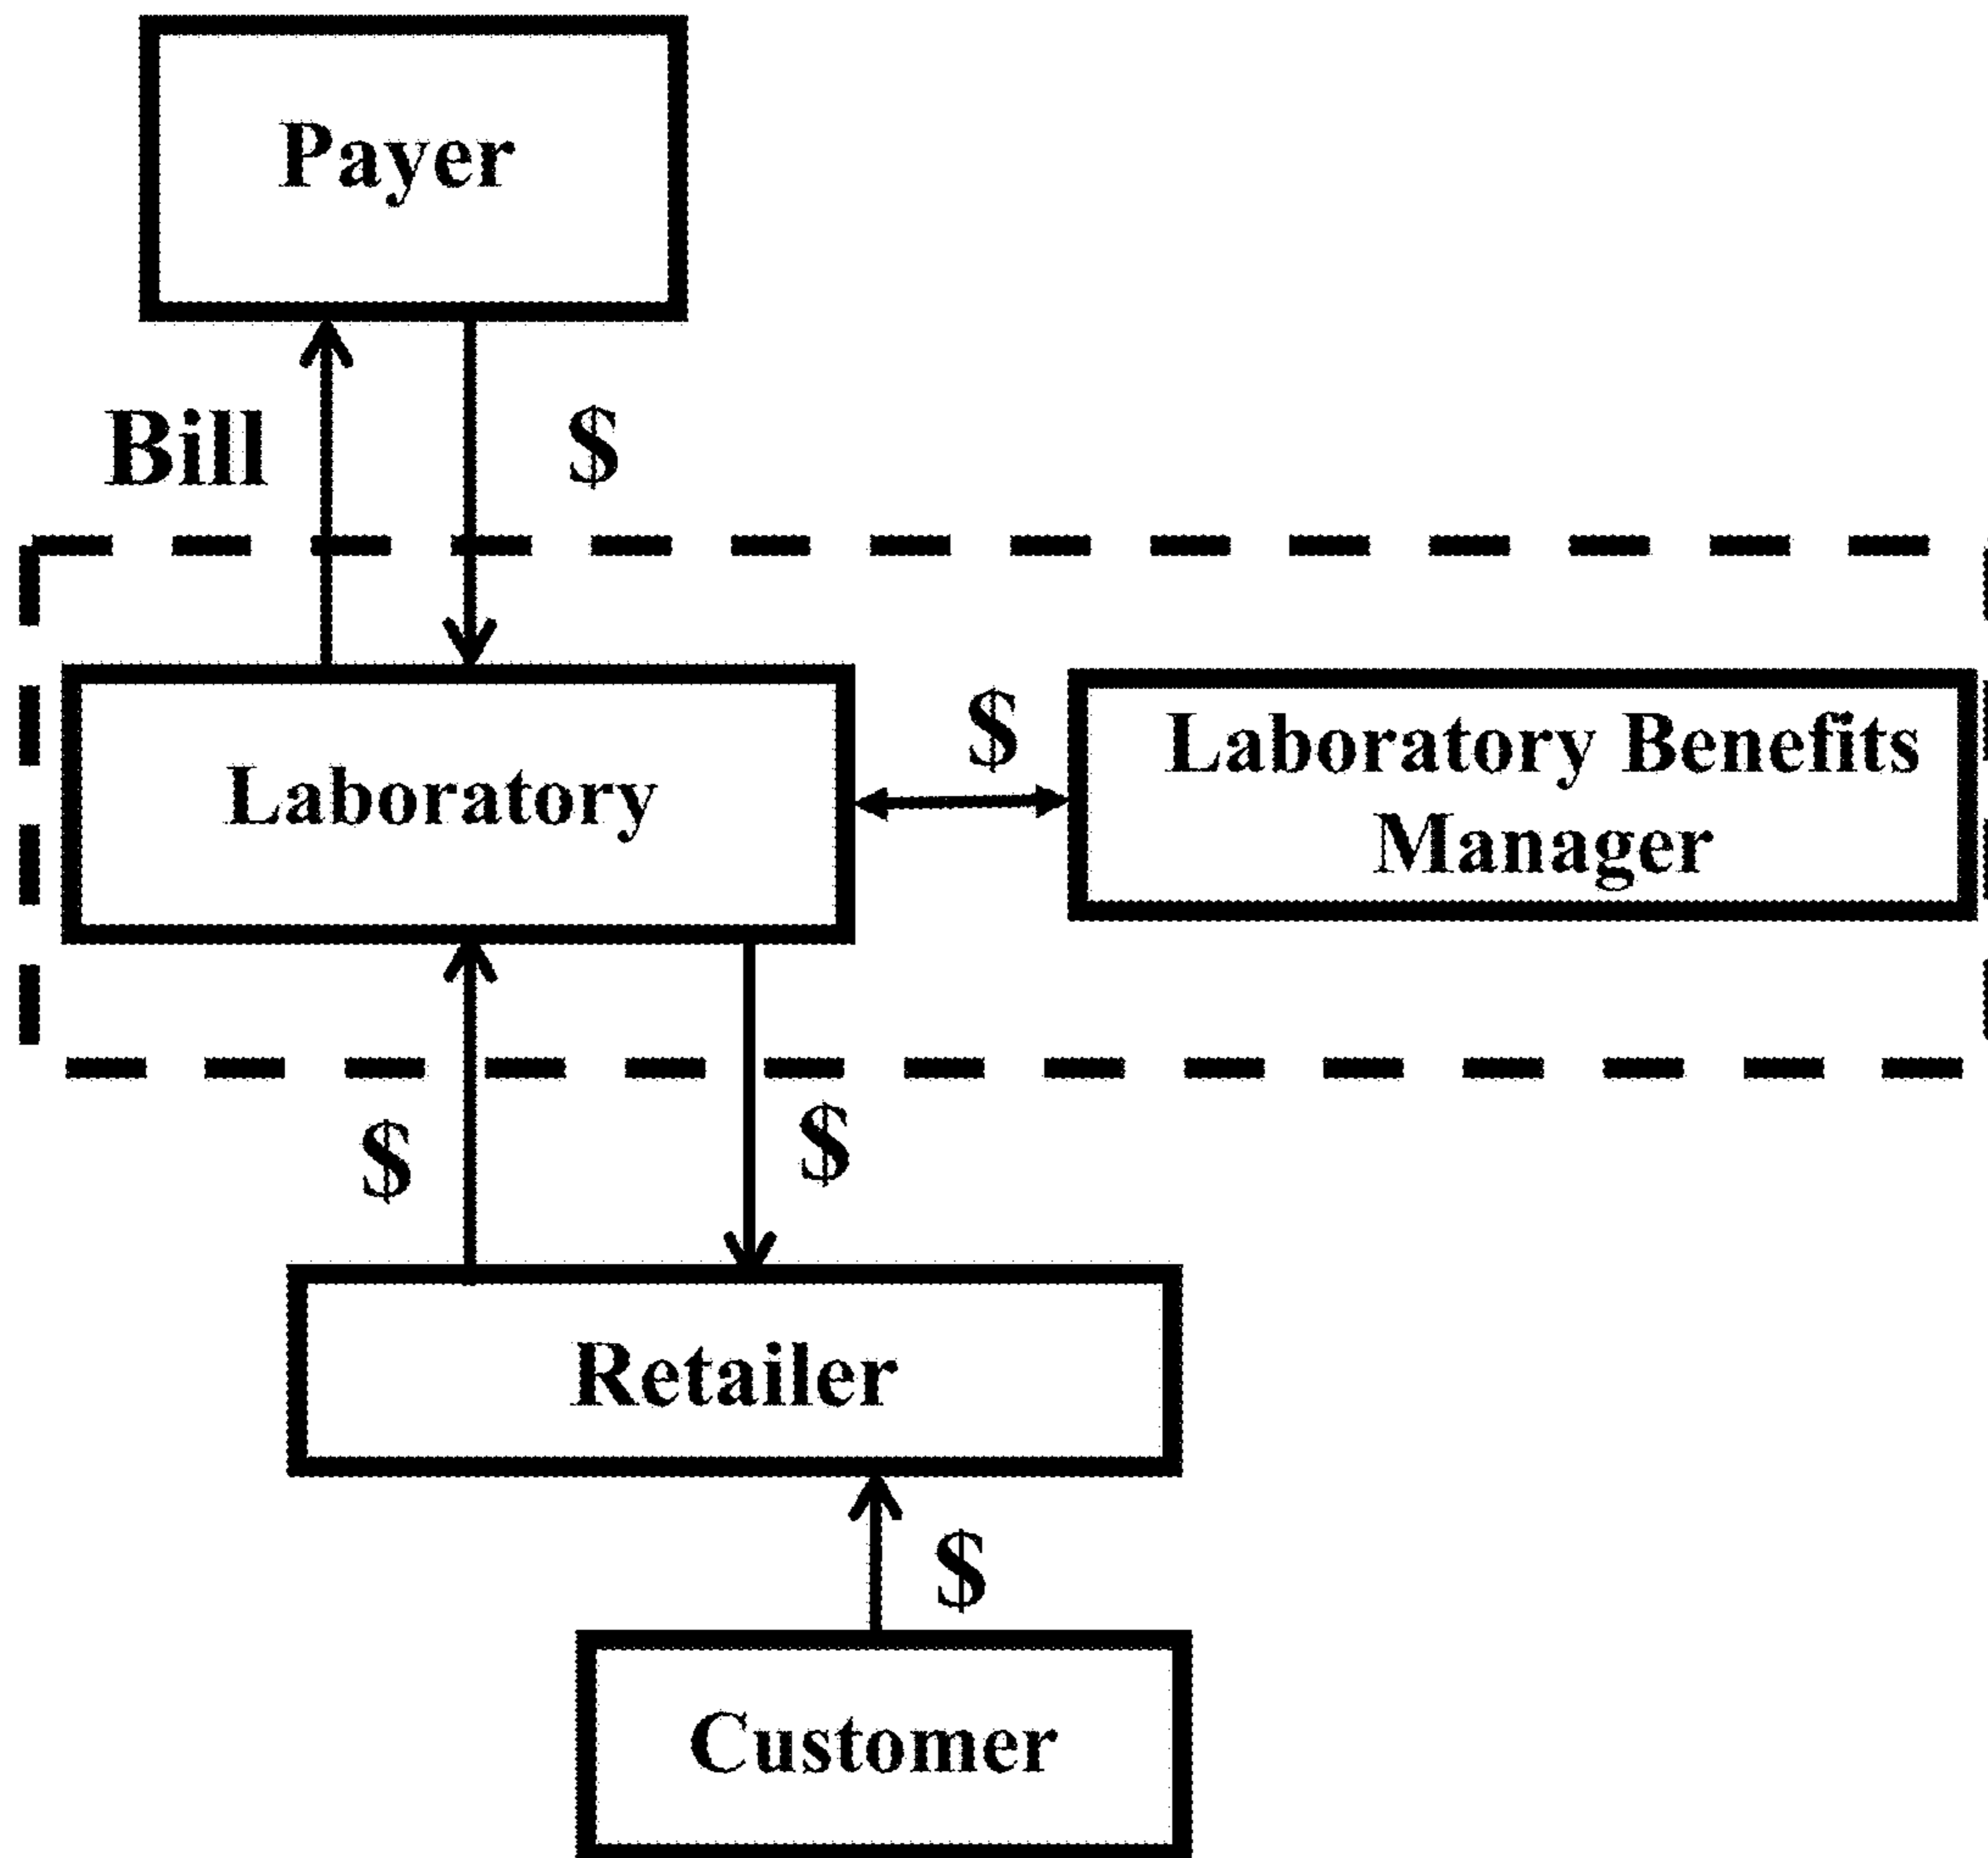 Payer
Bill
$
Laboratory
$
Laboratory Benefits
Manager
$
$
Retailer
$
Customer